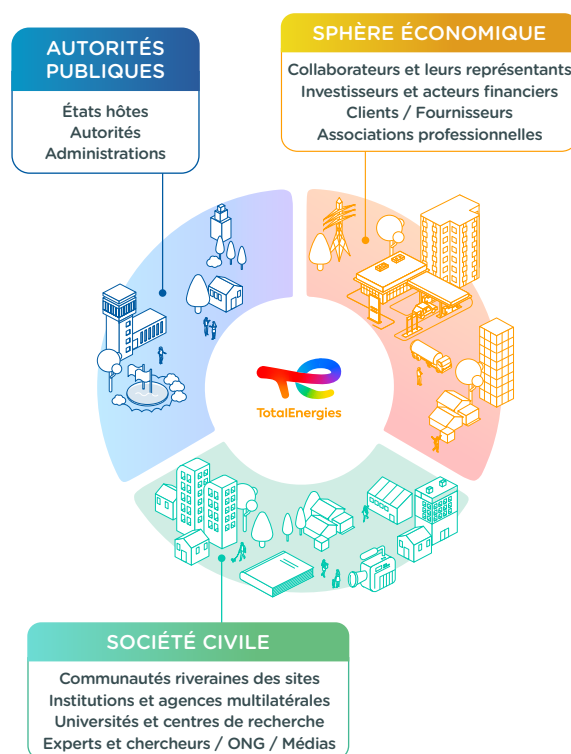 AUTORITÉS
PUBLIQUES
États hôtes
Autorités
Administrations
SPHÈRE ÉCONOMIQUE
Collaborateurs et leurs représentants
Investisseurs et acteurs financiers
Clients / Fournisseurs
Associations professionnelles
TotalEnergies
SOCIÉTÉ CIVILE
Communautés riveraines des sites
Institutions et agences multilatérales
Universités et centres de recherche
Experts et chercheurs / ONG / Médias